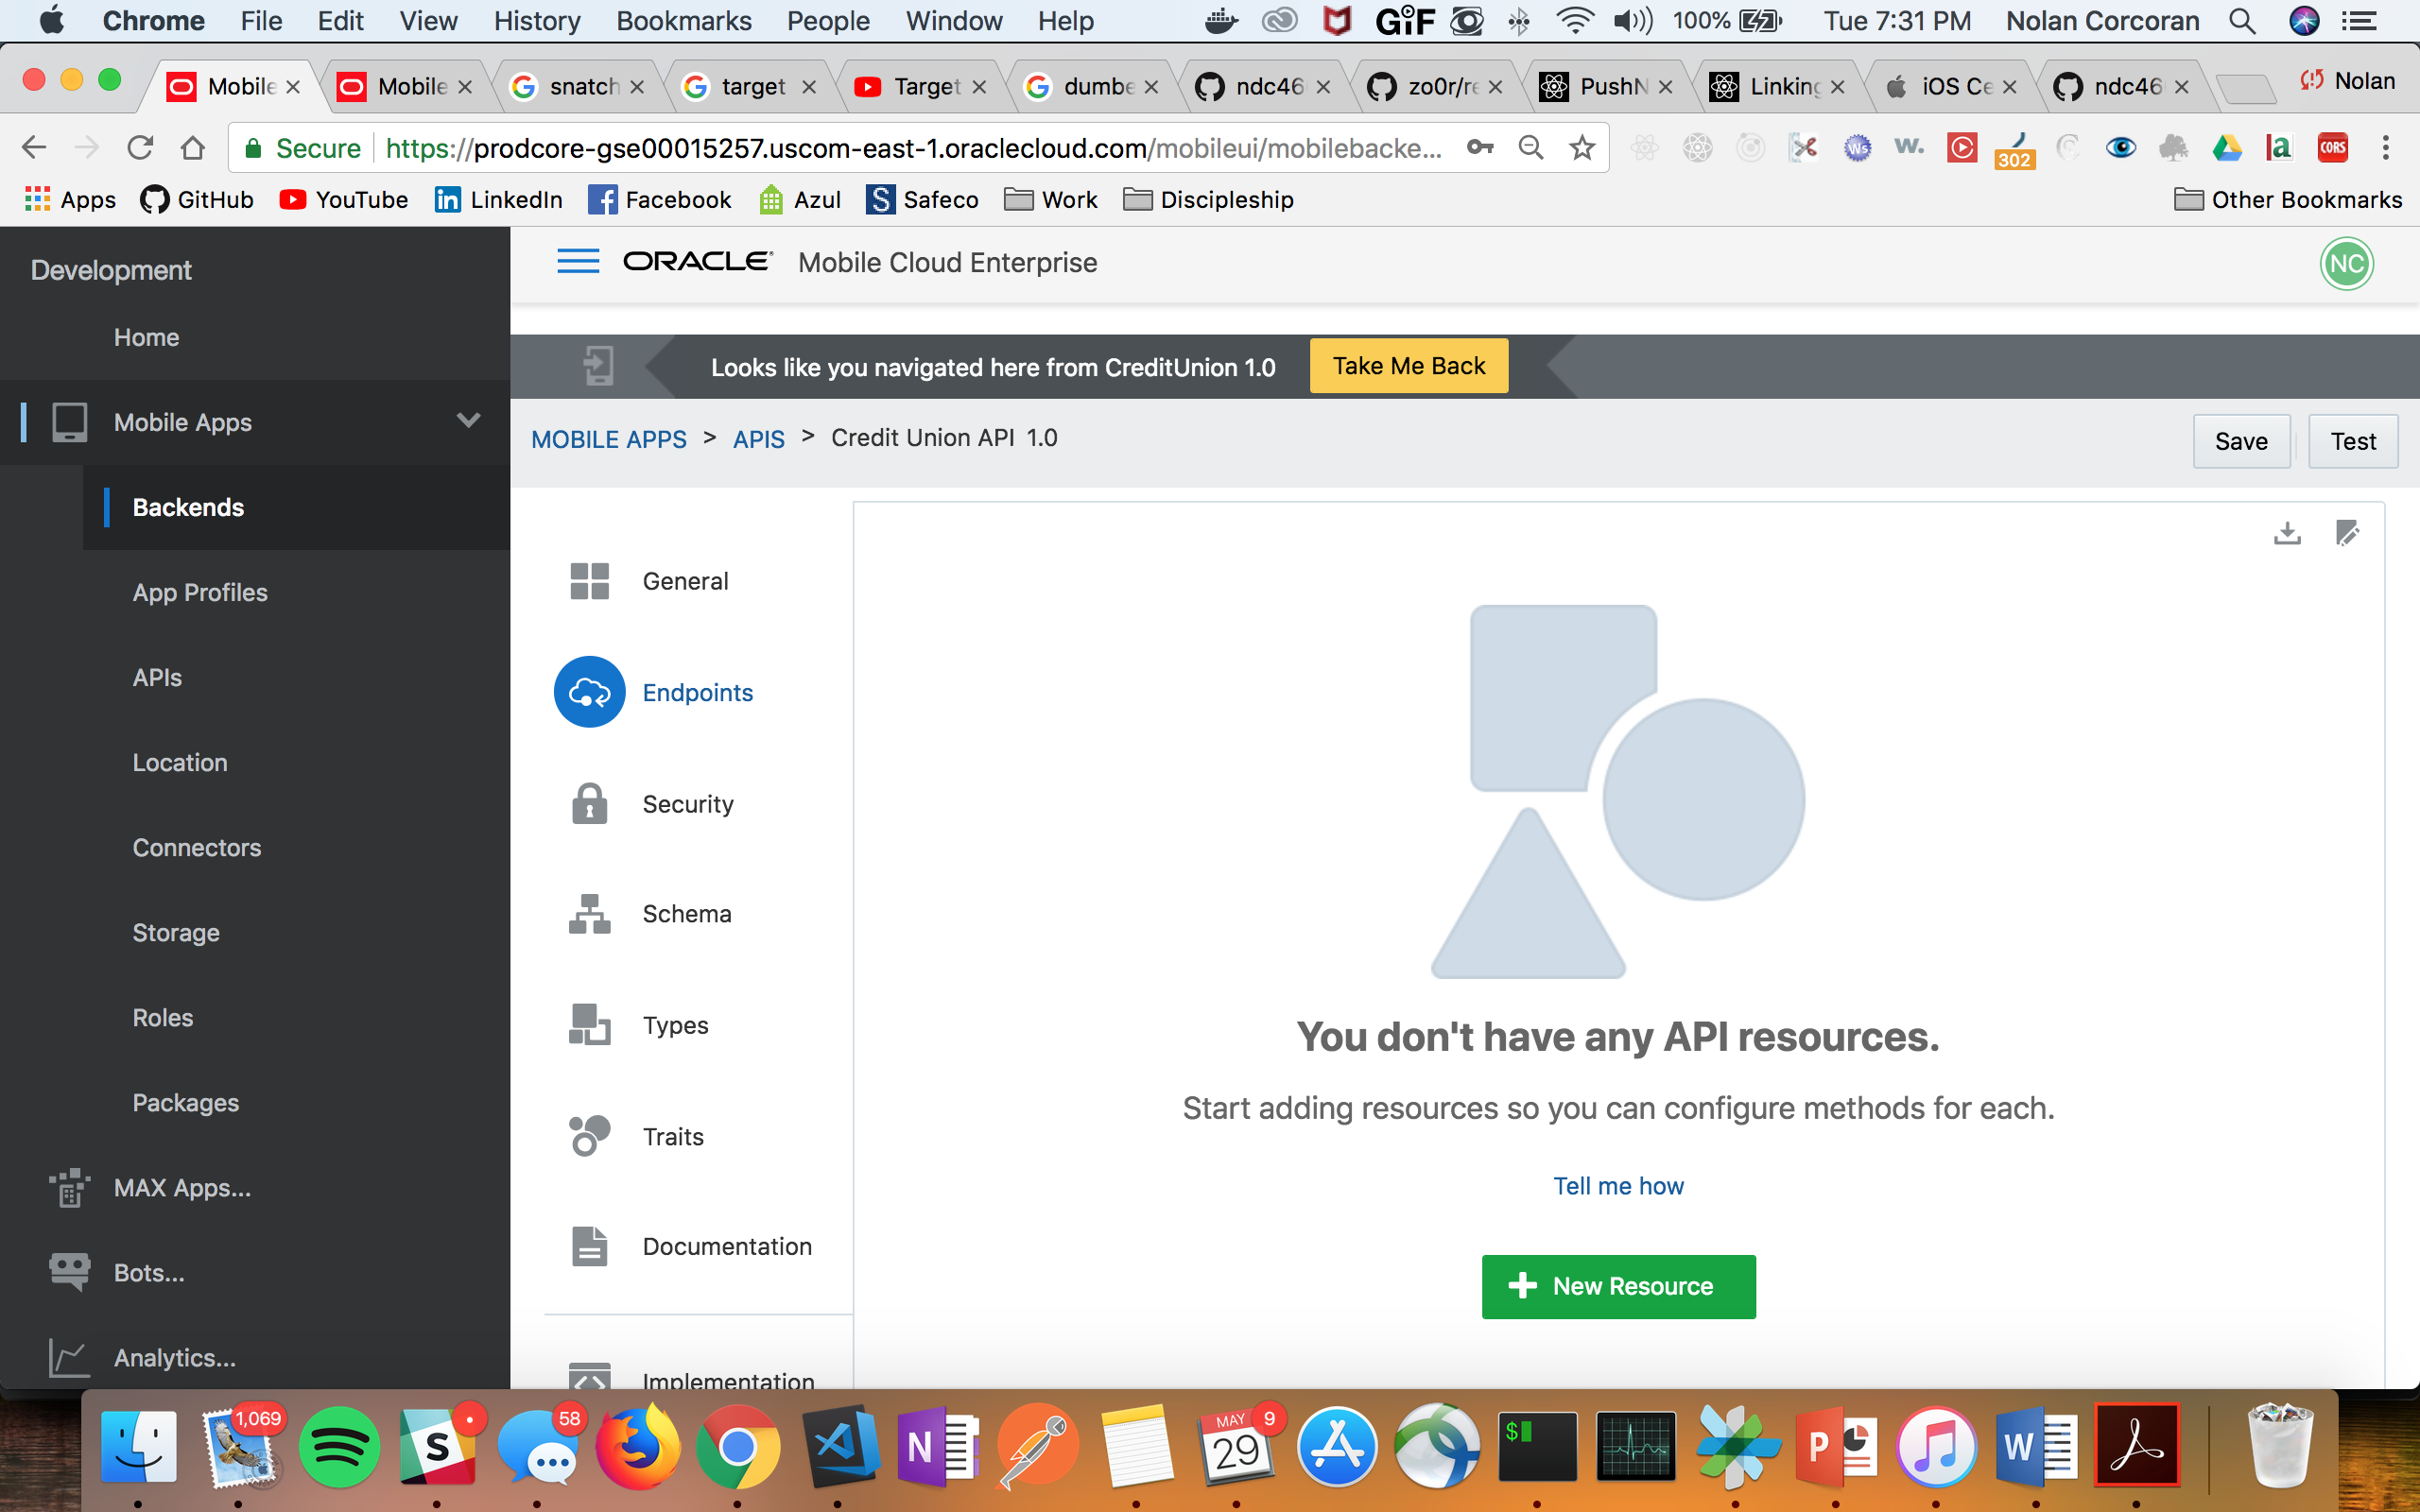 Chrome File Edit View History Bookmarks People Window Help GIF 100% Tue 7:31 PM Nolan Corcoran
Mobile Mobile snatch target Target dumbe ndc46 zo0r/re PushN Linking iOS Ce ndc46 Nolan
Secure https://prodcore-gse00015257.uscom-east-1.oraclecloud.com/mobileui/mobilebacke... Ws w. 302 a CORS
Apps GitHub YouTube LinkedIn Facebook Azul Safeco Work Discipleship Other Bookmarks
Development
Home
Mobile Apps
Backends
App Profiles
APIs
Location
Connectors
Storage
Roles
Packages
MAX Apps...
Bots...
Analytics...
ORACLE Mobile Cloud Enterprise NC
Looks like you navigated here from CreditUnion 1.0 Take Me Back
MOBILE APPS > APIS > Credit Union API 1.0 Save Test
General
Endpoints
Security
Schema
Types
Traits
Documentation
Implementation
You don't have any API resources.
Start adding resources so you can configure methods for each.
Tell me how
New Resource
1,069 S 58 N MAY 29 9 $ P W